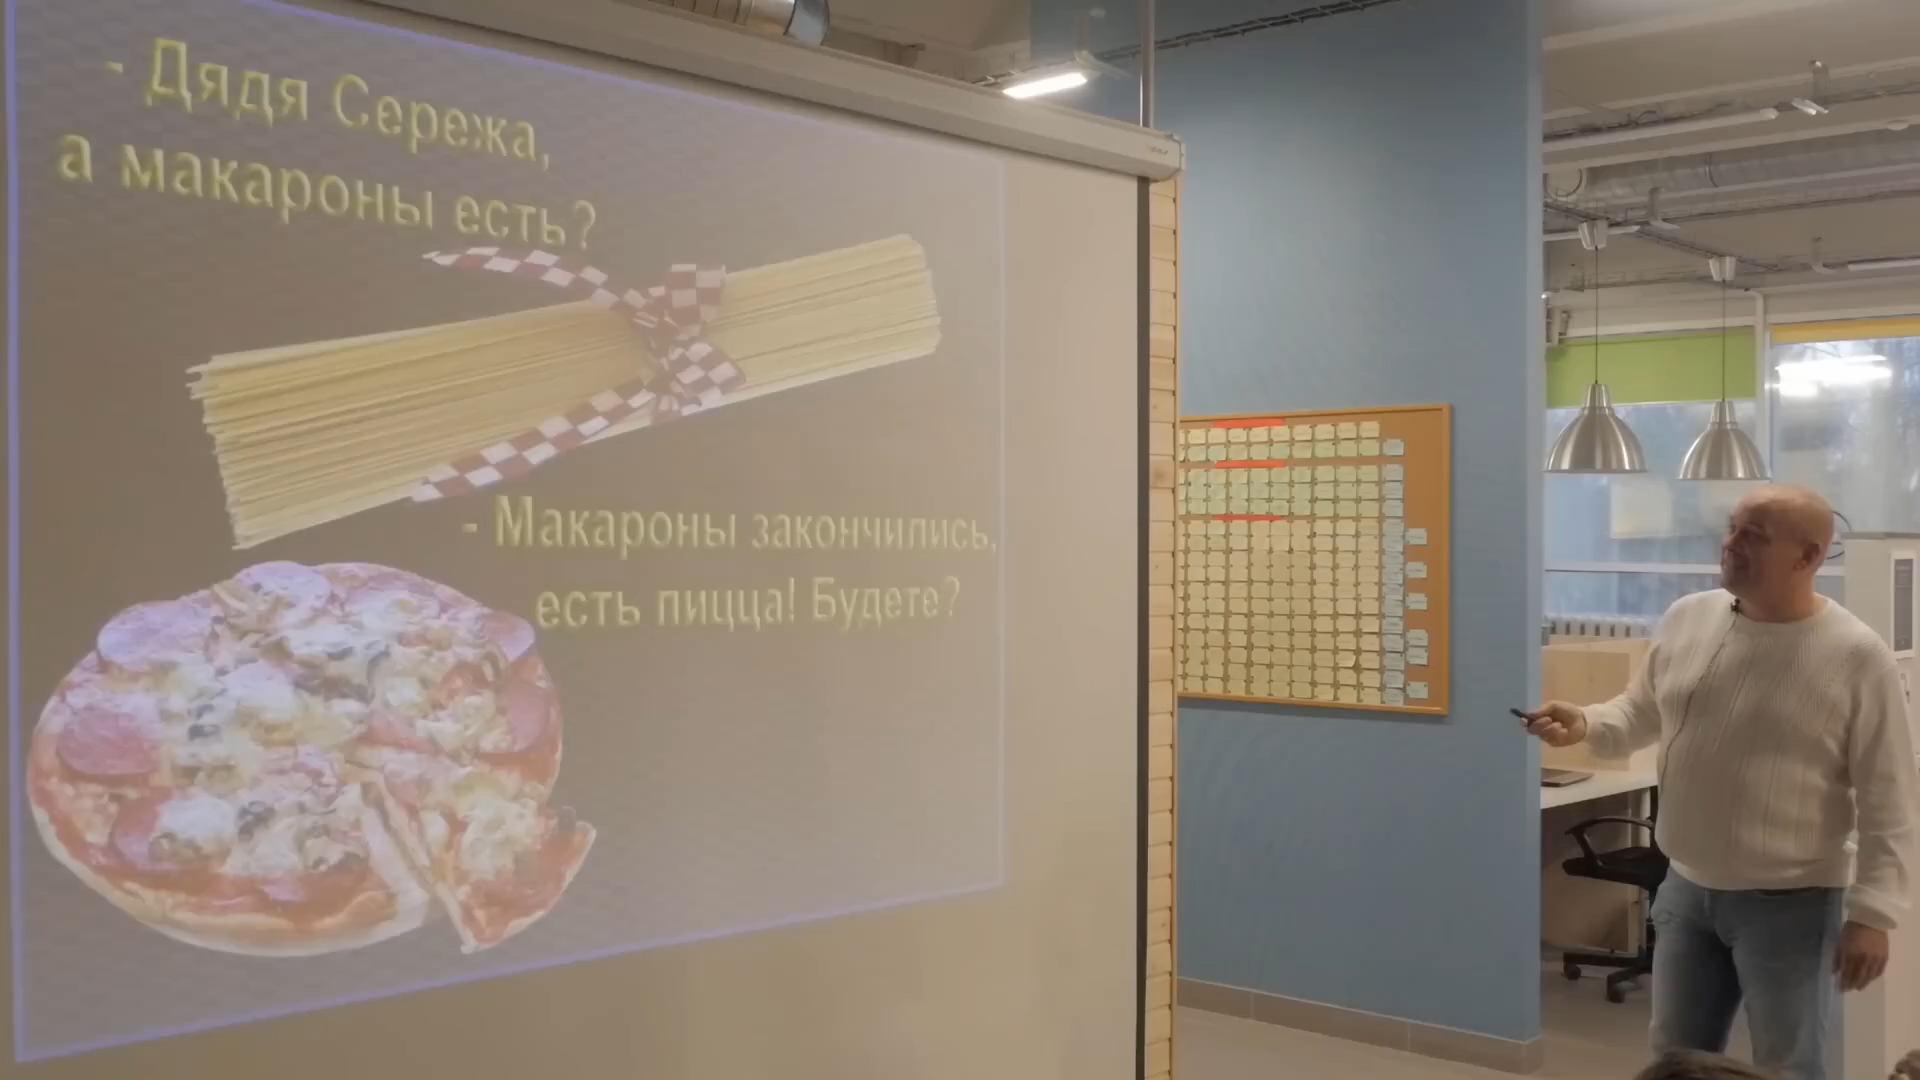 - Дядя Сережа,
а макароны есть?
- Макароны закончились,
есть пицца! Будете?